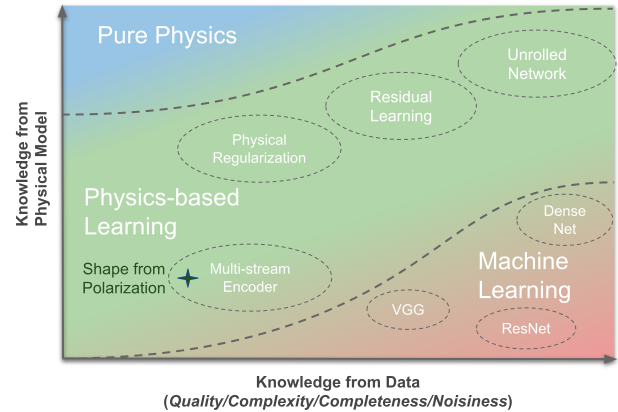 Pure Physics
Unrolled
Network
Residual
Learning
Physical
Regularization
Knowledge from
Physical Model
Physics-based
Learning
Dense
Net
Shape from
Polarization
Multi-stream
Encoder
Machine
Learning
VGG
ResNet
Knowledge from Data
(Quality/Complexity/Completeness/Noisiness)